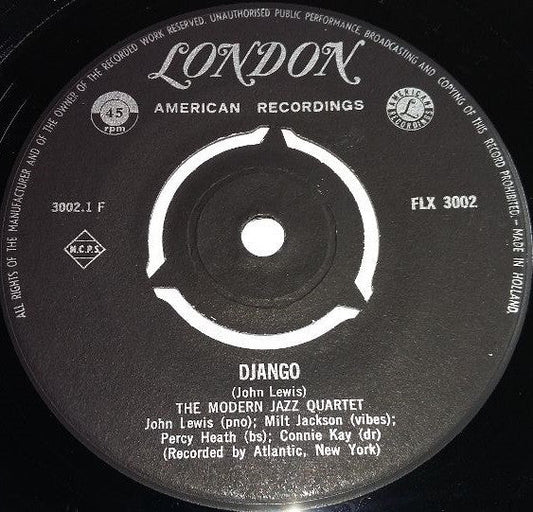 ALL RIGHTS OF THE MANUFACTURER AND OF THE OWNER OF THE RECORDED WORK RESERVED. UNAUTHORISED PUBLIC PERFORMANCE, BROADCASTING AND COPYING OF THIS RECORD PROHIBITED. - MADE IN HOLLAND.
LONDON
45
rpm
AMERICAN RECORDINGS
AMERICAN
L
RECORDINGS
3002.1 F
FLX 3002
M.C.P.S.
DJANGO
(John Lewis)
THE MODERN JAZZ QUARTET
John Lewis (pno); Milt Jackson (vibes);
Percy Heath (bs); Connie Kay (dr)
(Recorded by Atlantic, New York)